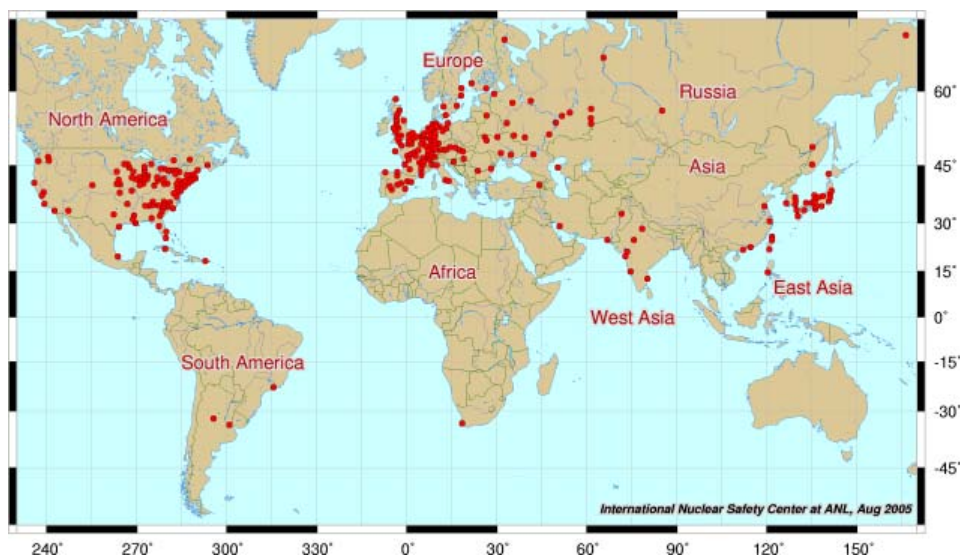 Europe
Russia
60°
North America
Asia
45°
30°
Africa
15°
East Asia
West Asia
0°
South America
-15°
-30°
-45°
International Nuclear Safety Center at ANL, Aug 2005
240° 270° 300° 330° 0° 30° 60° 90° 120° 150°